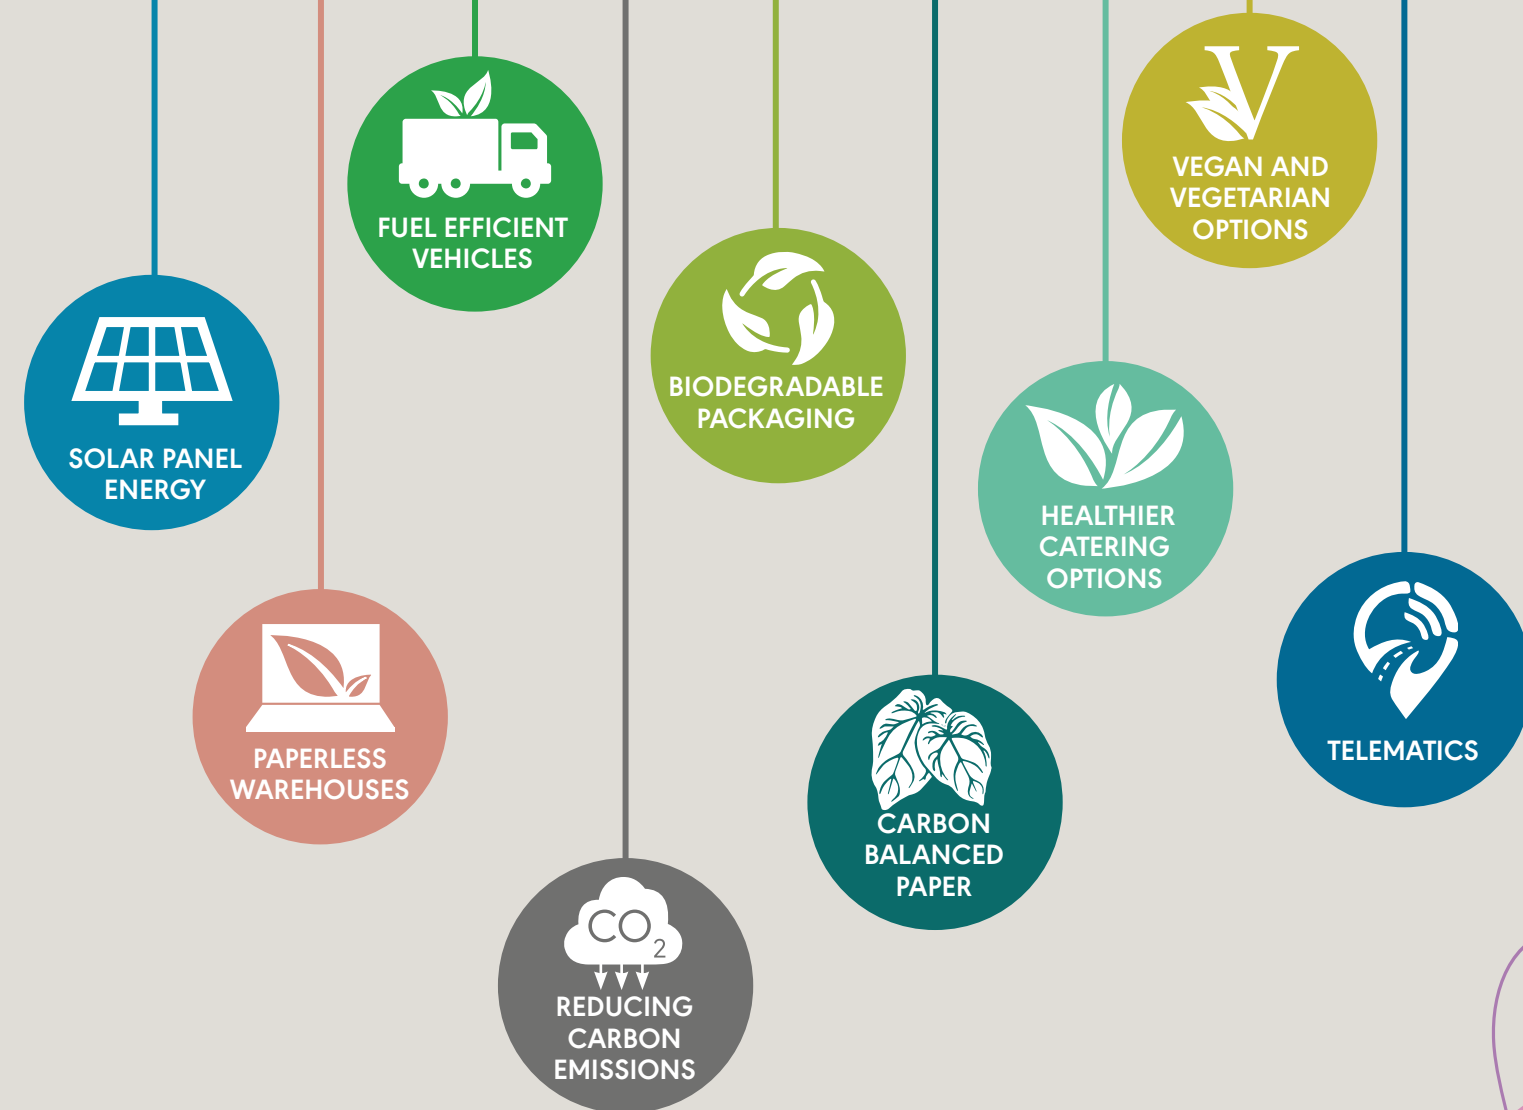 SOLAR PANEL
ENERGY
PAPERLESS
WAREHOUSES
FUEL EFFICIENT
VEHICLES
CO2
REDUCING
CARBON
EMISSIONS
BIODEGRADABLE
PACKAGING
CARBON
BALANCED
PAPER
HEALTHIER
CATERING
OPTIONS
V
VEGAN AND
VEGETARIAN
OPTIONS
TELEMATICS